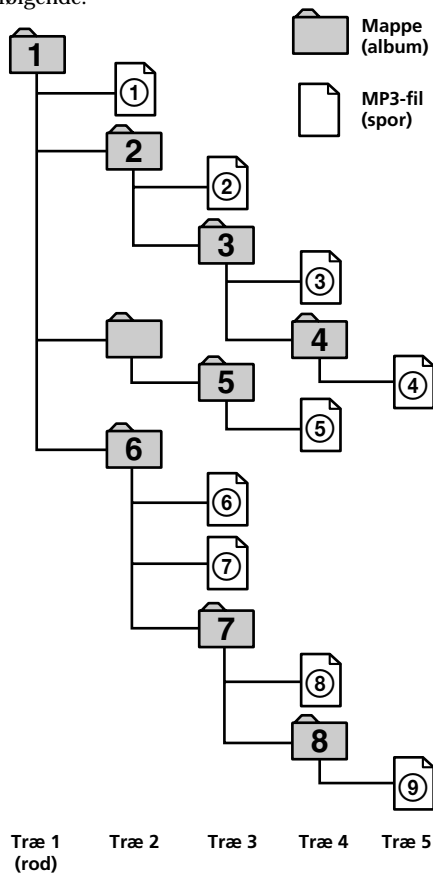 følgende:
Mappe
(album)
MP3-fil
(spor)
1
1
2
2
3
3
4
4
5
5
6
6
7
7
8
8
9
Træ 1
(rod)
Træ 2
Træ 3
Træ 4
Træ 5